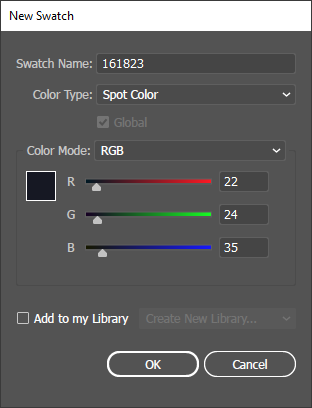 New Swatch
Swatch Name: 161823
Color Type: Spot Color
Global
Color Mode: RGB
R 22
G 24
B 35
Add to my Library Create New Library...
OK Cancel